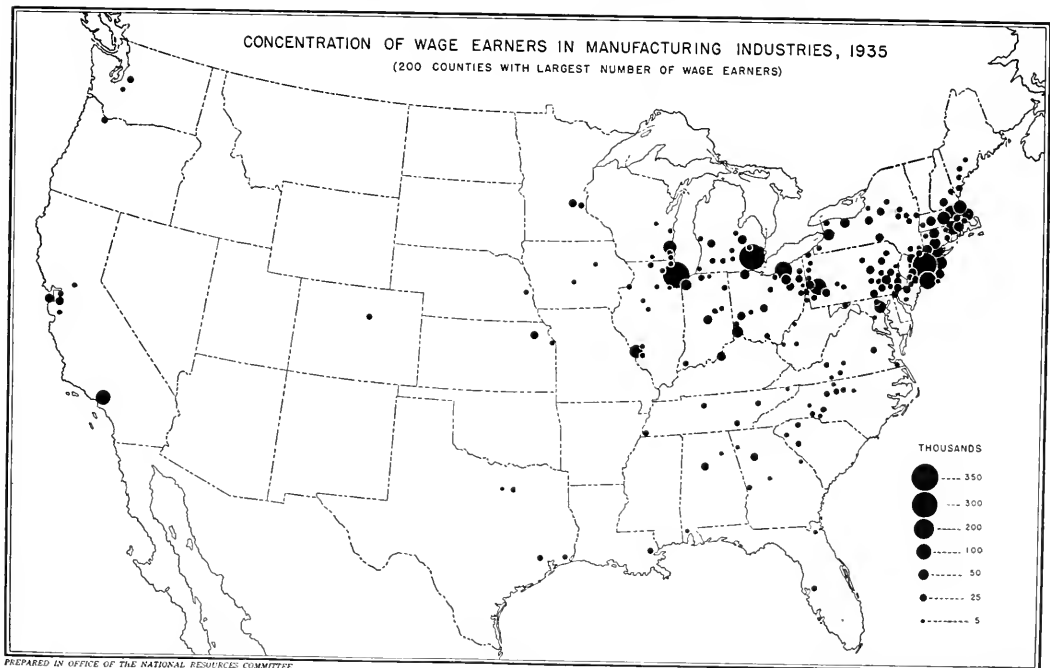 CONCENTRATION OF WAGE EARNERS IN MANUFACTURING INDUSTRIES, 1935
(200 COUNTIES WITH LARGEST NUMBER OF WAGE EARNERS)
THOUSANDS
350
300
200
100
50
25
5
PREPARED IN OFFICE OF THE NATIONAL RESOURCES COMMITTEE